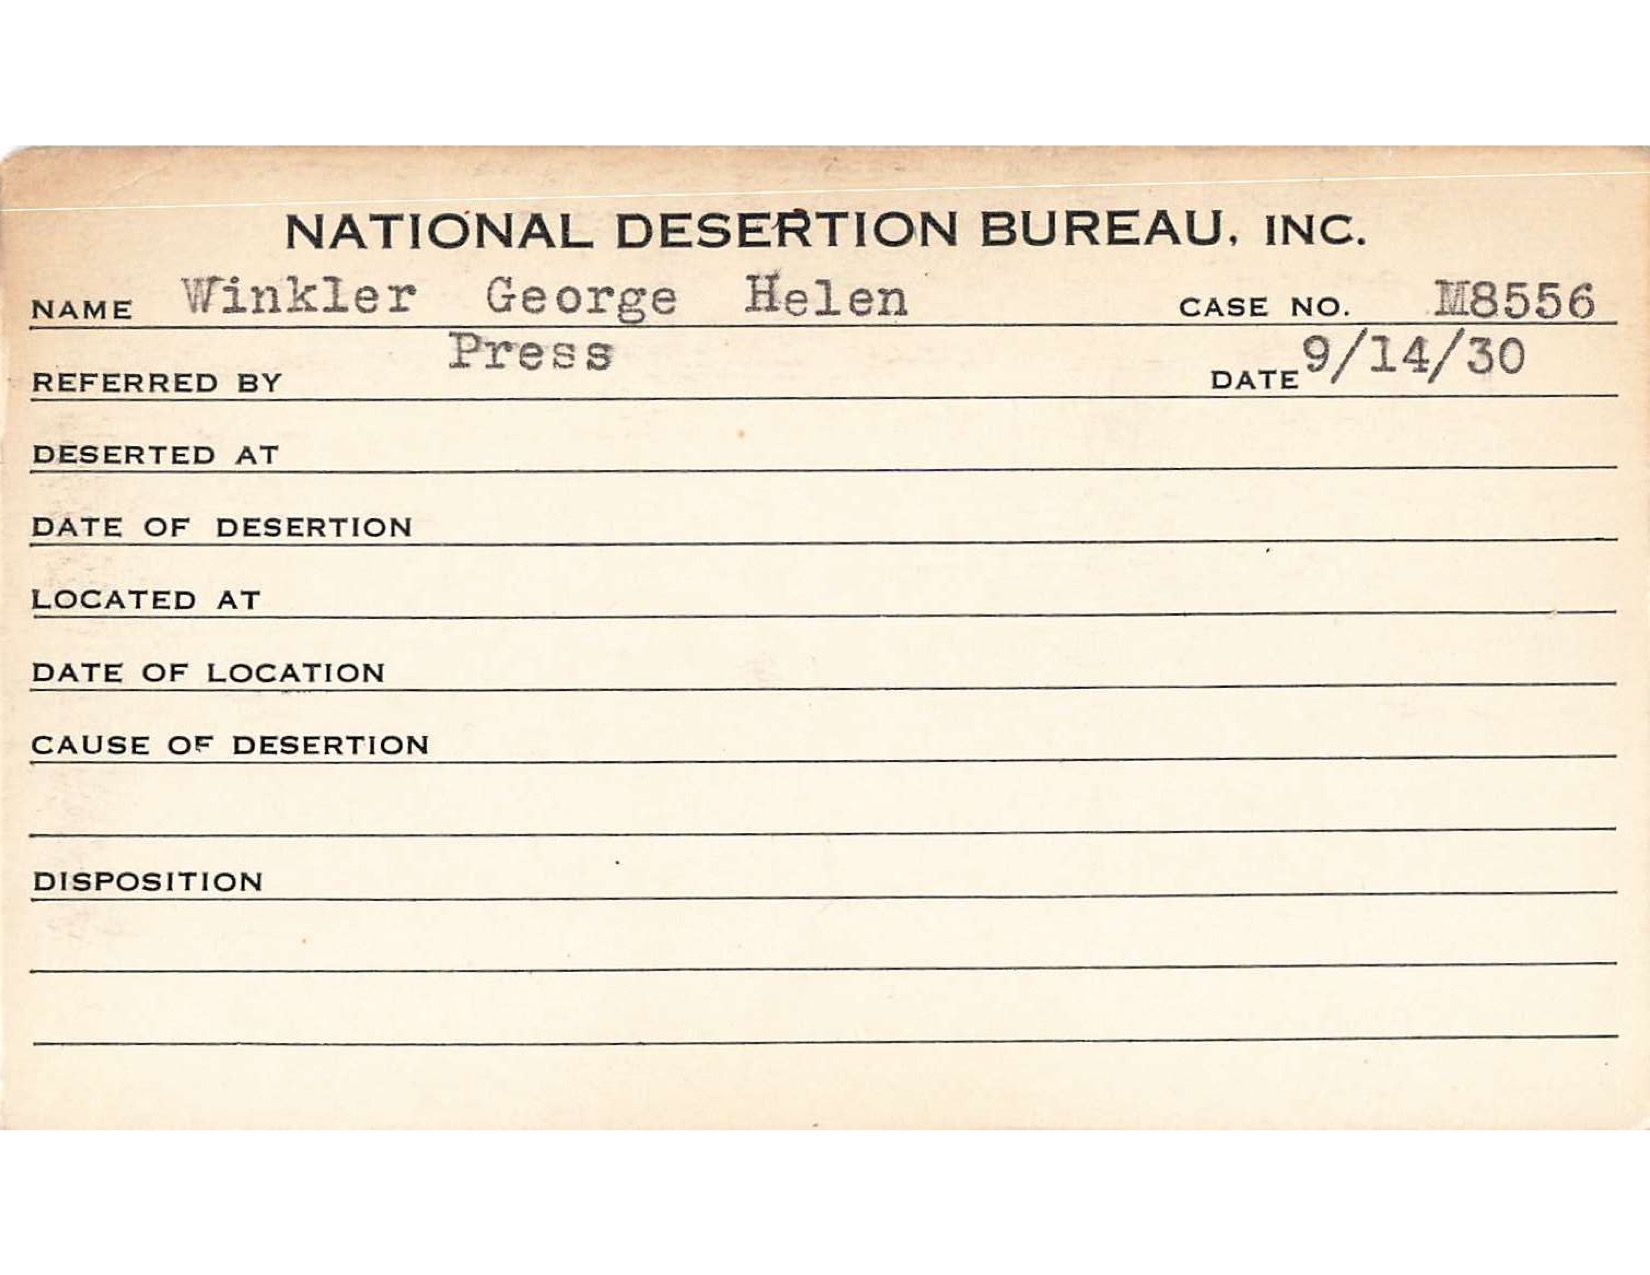 NATIONAL DESERTION BUREAU, INC.
NAME Winkler George Helen CASE NO. M8556
REFERRED BY Press DATE 9/14/30
DESERTED AT
DATE OF DESERTION
LOCATED AT
DATE OF LOCATION
CAUSE OF DESERTION
DISPOSITION